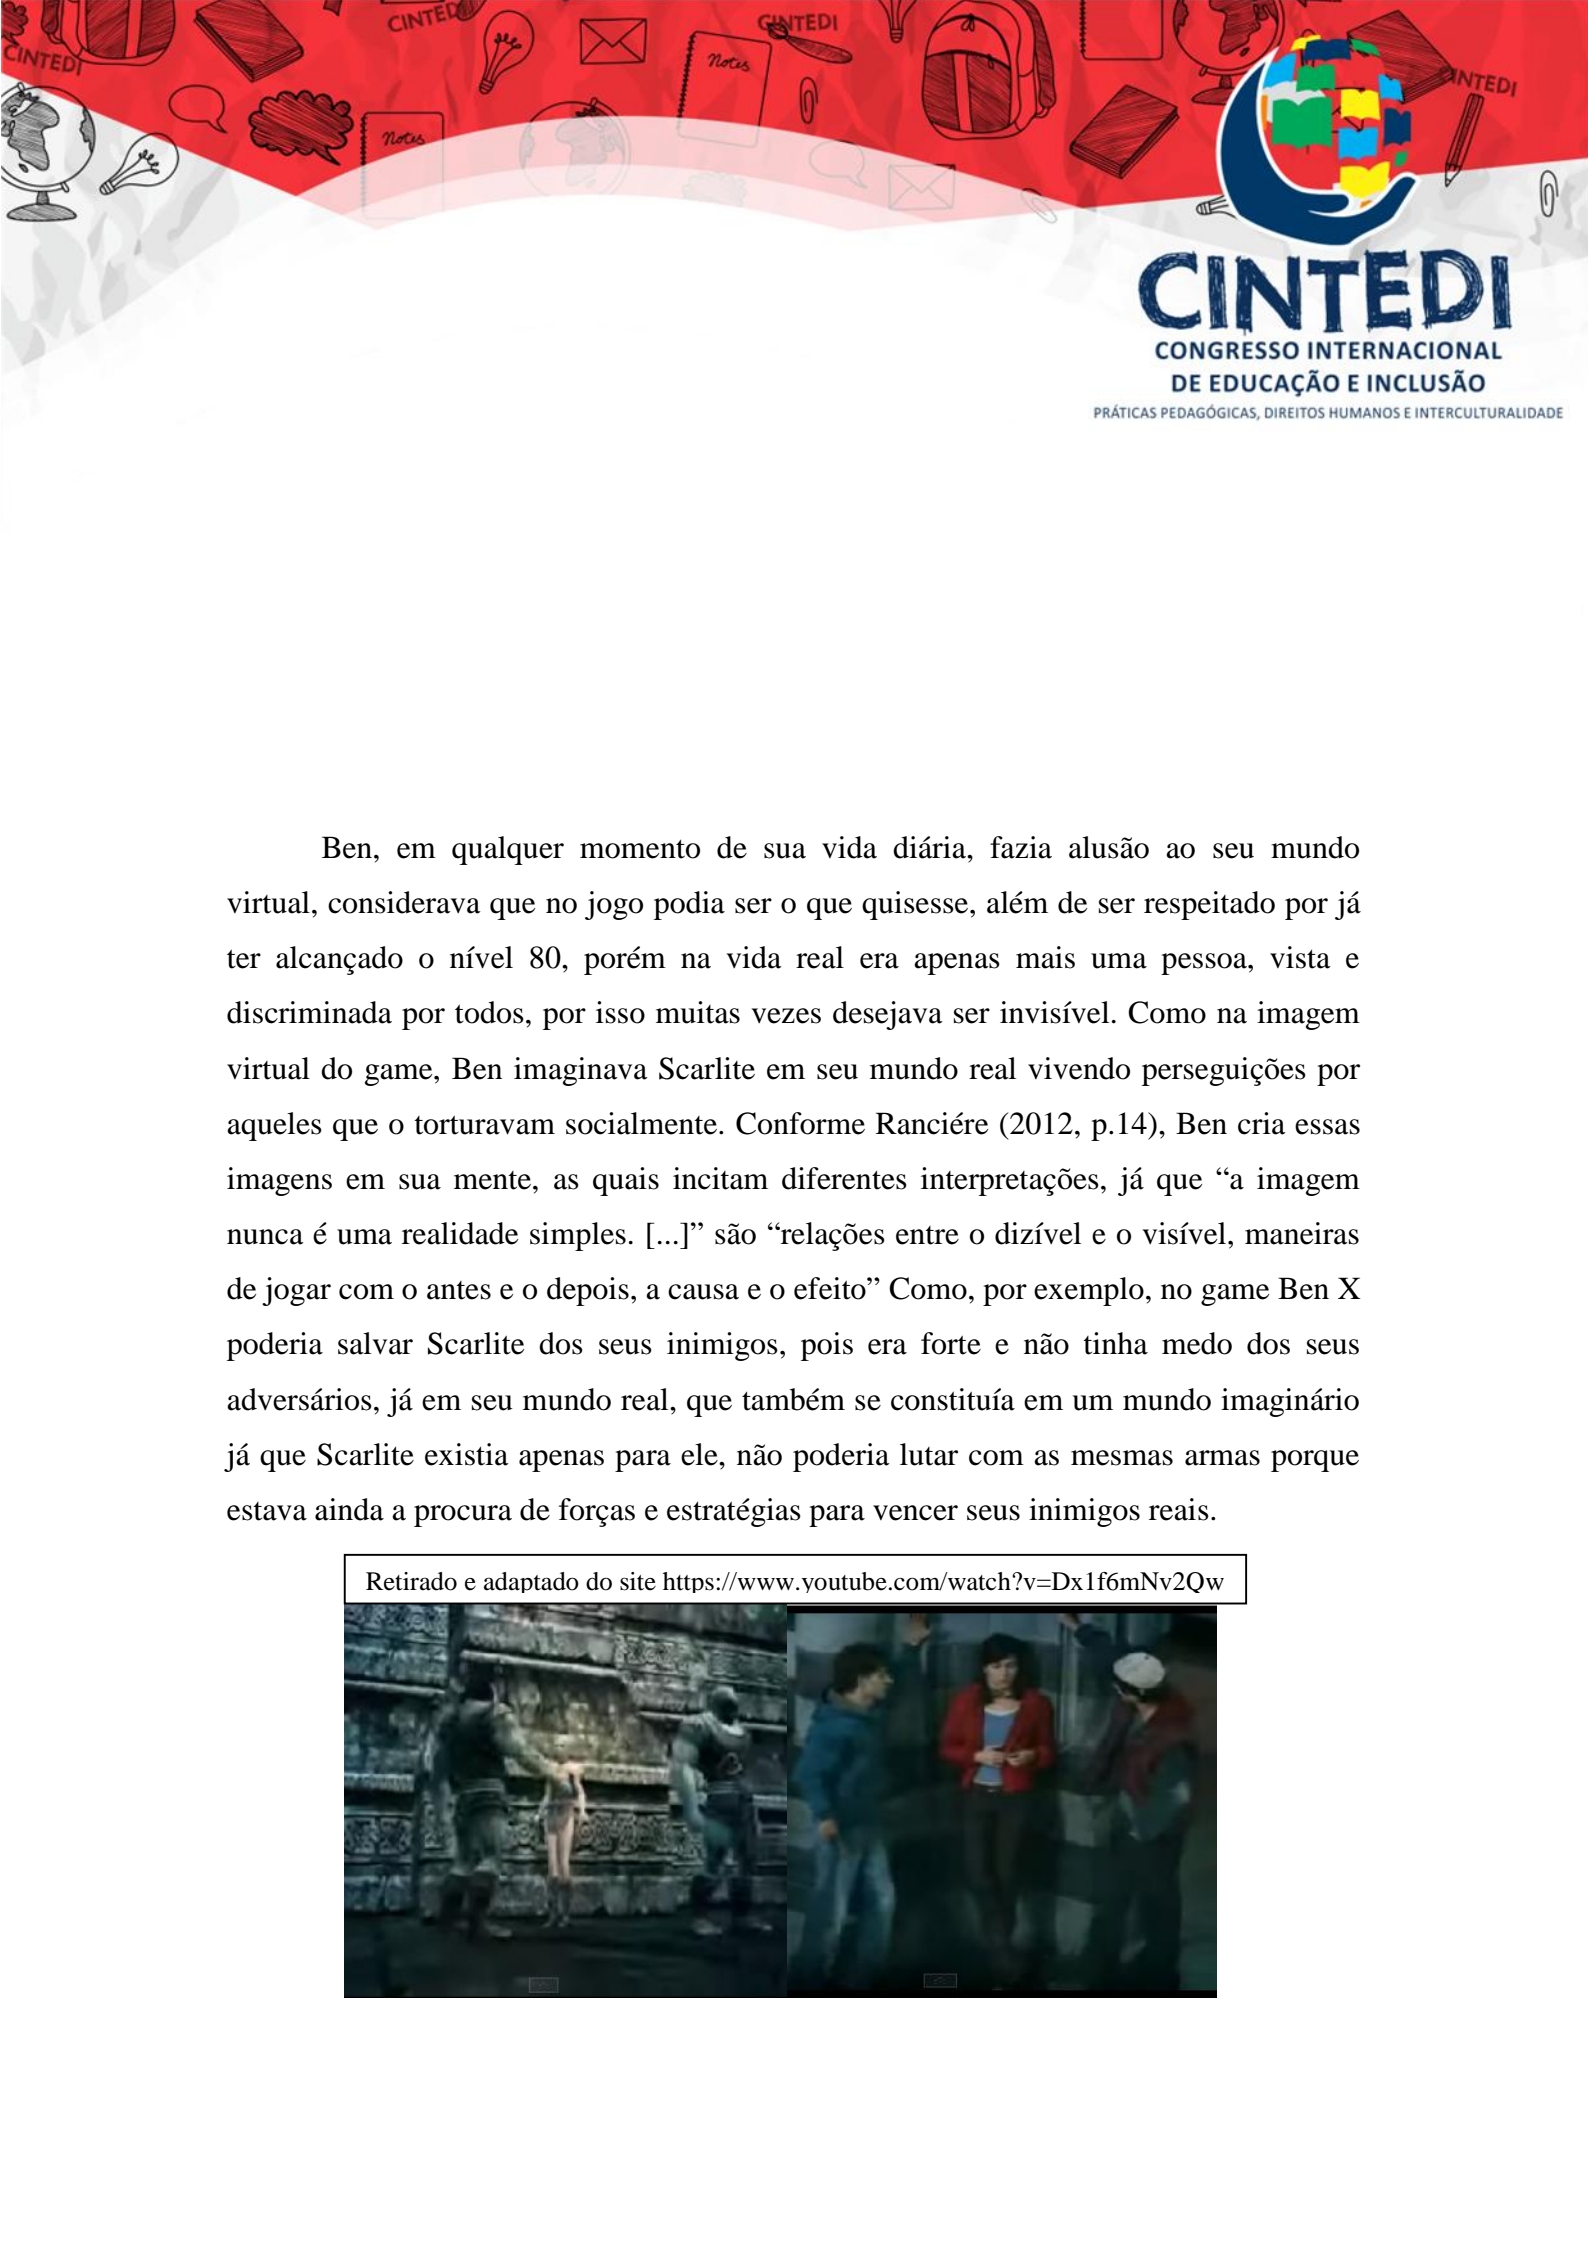 CINTEDI
CINTEDI
CINTEDI
CINTEDI
Notes
Notes
CINTEDI
CONGRESSO INTERNACIONAL
DE EDUCAÇÃO E INCLUSÃO
PRÁTICAS PEDAGÓGICAS, DIREITOS HUMANOS E INTERCULTURALIDADE
Ben, em qualquer momento de sua vida diária, fazia alusão ao seu mundo
virtual, considerava que no jogo podia ser o que quisesse, além de ser respeitado por já
ter alcançado o nível 80, porém na vida real era apenas mais uma pessoa, vista e
discriminada por todos, por isso muitas vezes desejava ser invisível. Como na imagem
virtual do game, Ben imaginava Scarlite em seu mundo real vivendo perseguições por
aqueles que o torturavam socialmente. Conforme Ranciére (2012, p.14), Ben cria essas
imagens em sua mente, as quais incitam diferentes interpretações, já que “a imagem
nunca é uma realidade simples. [...]” são “relações entre o dizível e o visível, maneiras
de jogar com o antes e o depois, a causa e o efeito” Como, por exemplo, no game Ben X
poderia salvar Scarlite dos seus inimigos, pois era forte e não tinha medo dos seus
adversários, já em seu mundo real, que também se constituía em um mundo imaginário
já que Scarlite existia apenas para ele, não poderia lutar com as mesmas armas porque
estava ainda a procura de forças e estratégias para vencer seus inimigos reais.
Retirado e adaptado do site https://www.youtube.com/watch?v=Dx1f6mNv2Qw